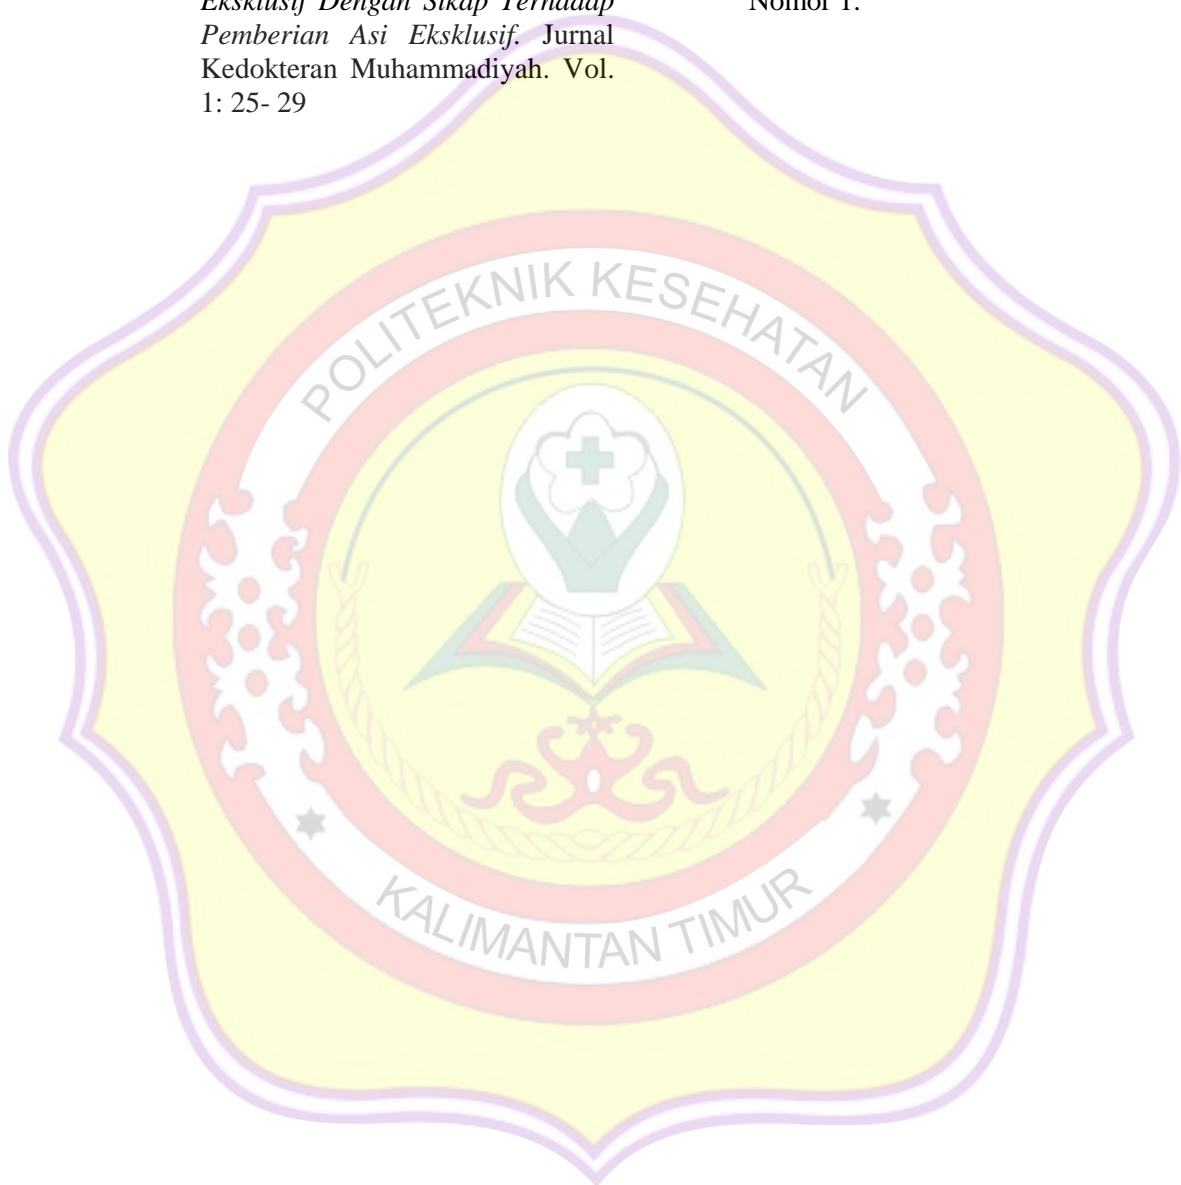 Eksklusif Dengan Sikap Terhadap
Pemberian Asi Eksklusif. Jurnal
Kedokteran Muhammadiyah. Vol.
1: 25- 29
Nomor 1.
POLITEKNIK KESEHATAN
KALIMANTAN TIMUR